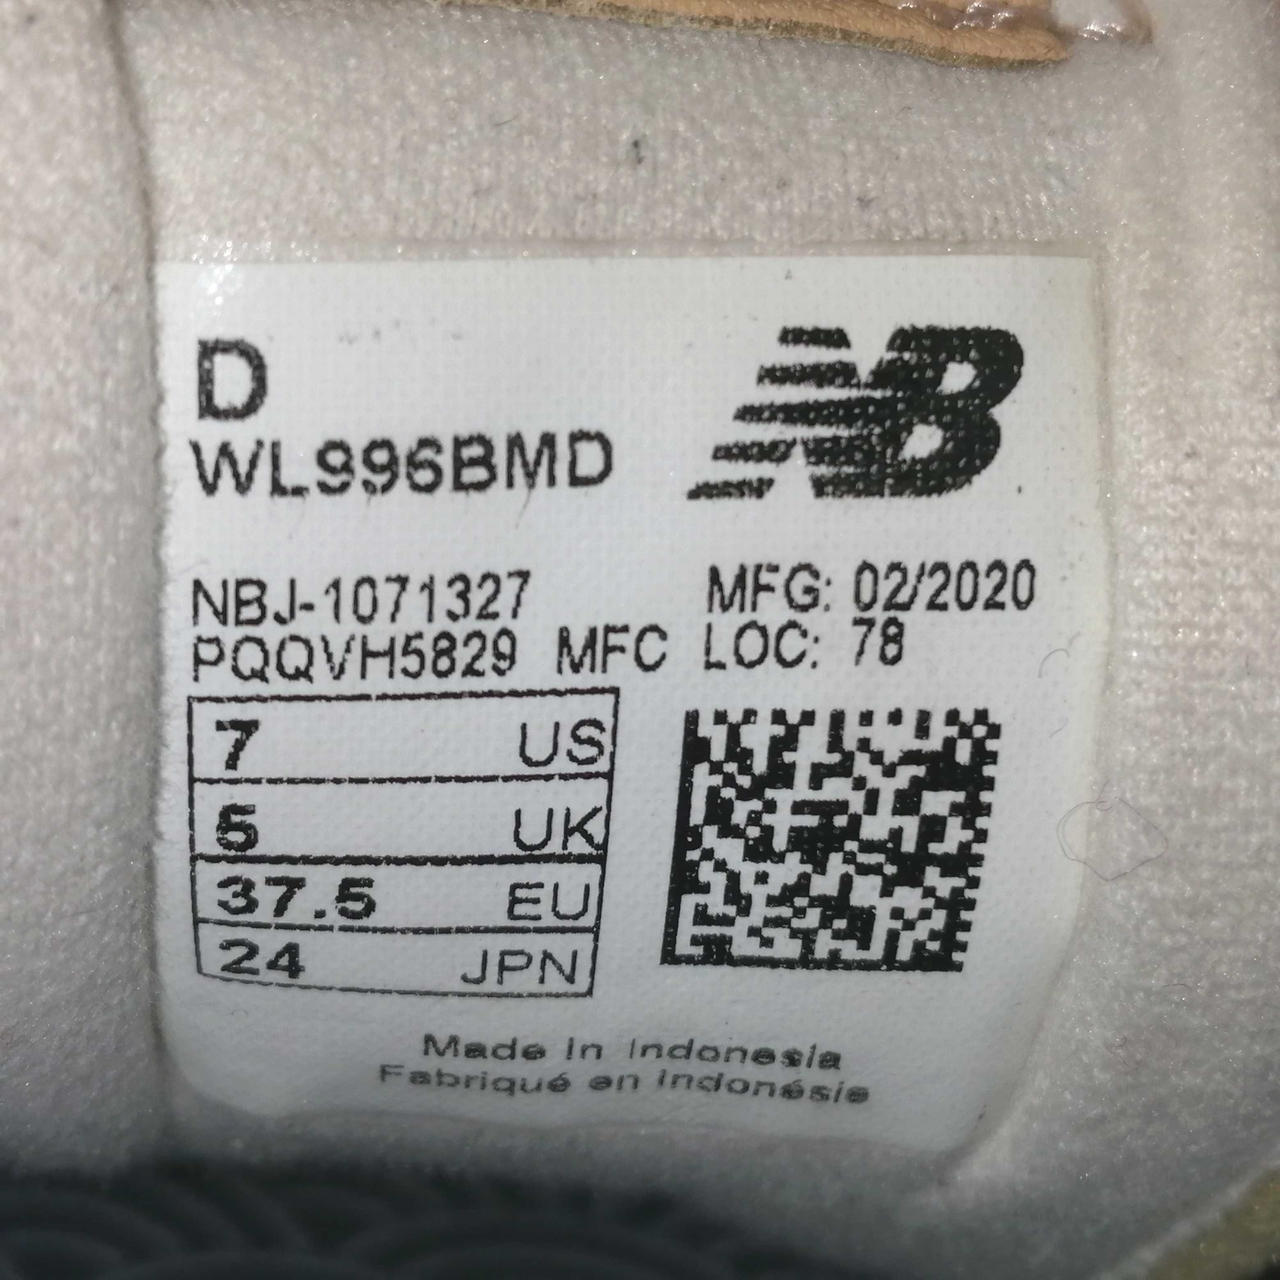 D
WL996BMD
NB
NBJ-1071327 MFG: 02/2020
PQQVH5829 MFC LOC: 78
7 US
5 UK
37.5 EU
24 JPN
Made in Indonesia
Fabriqué en Indonésie